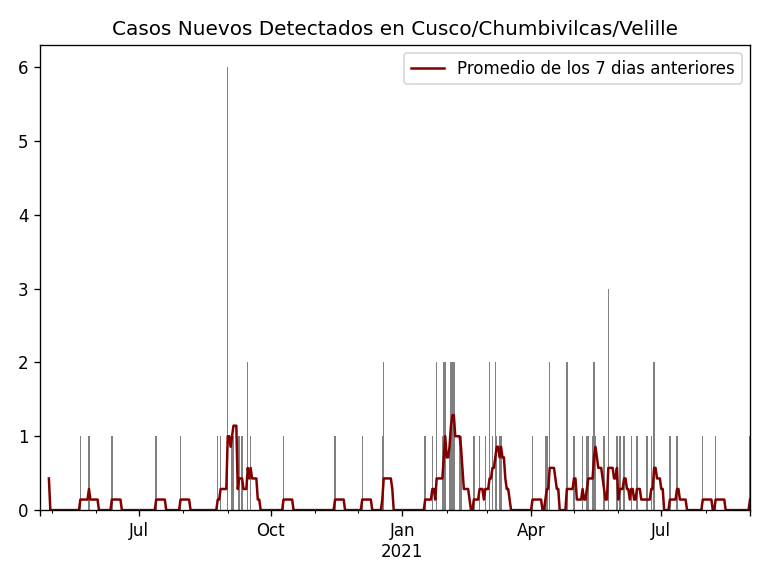 Casos Nuevos Detectados en Cusco/Chumbivilcas/Velille
Promedio de los 7 dias anteriores
6
5
4
3
2
1
0
Jul
Oct
Jan
2021
Apr
Jul